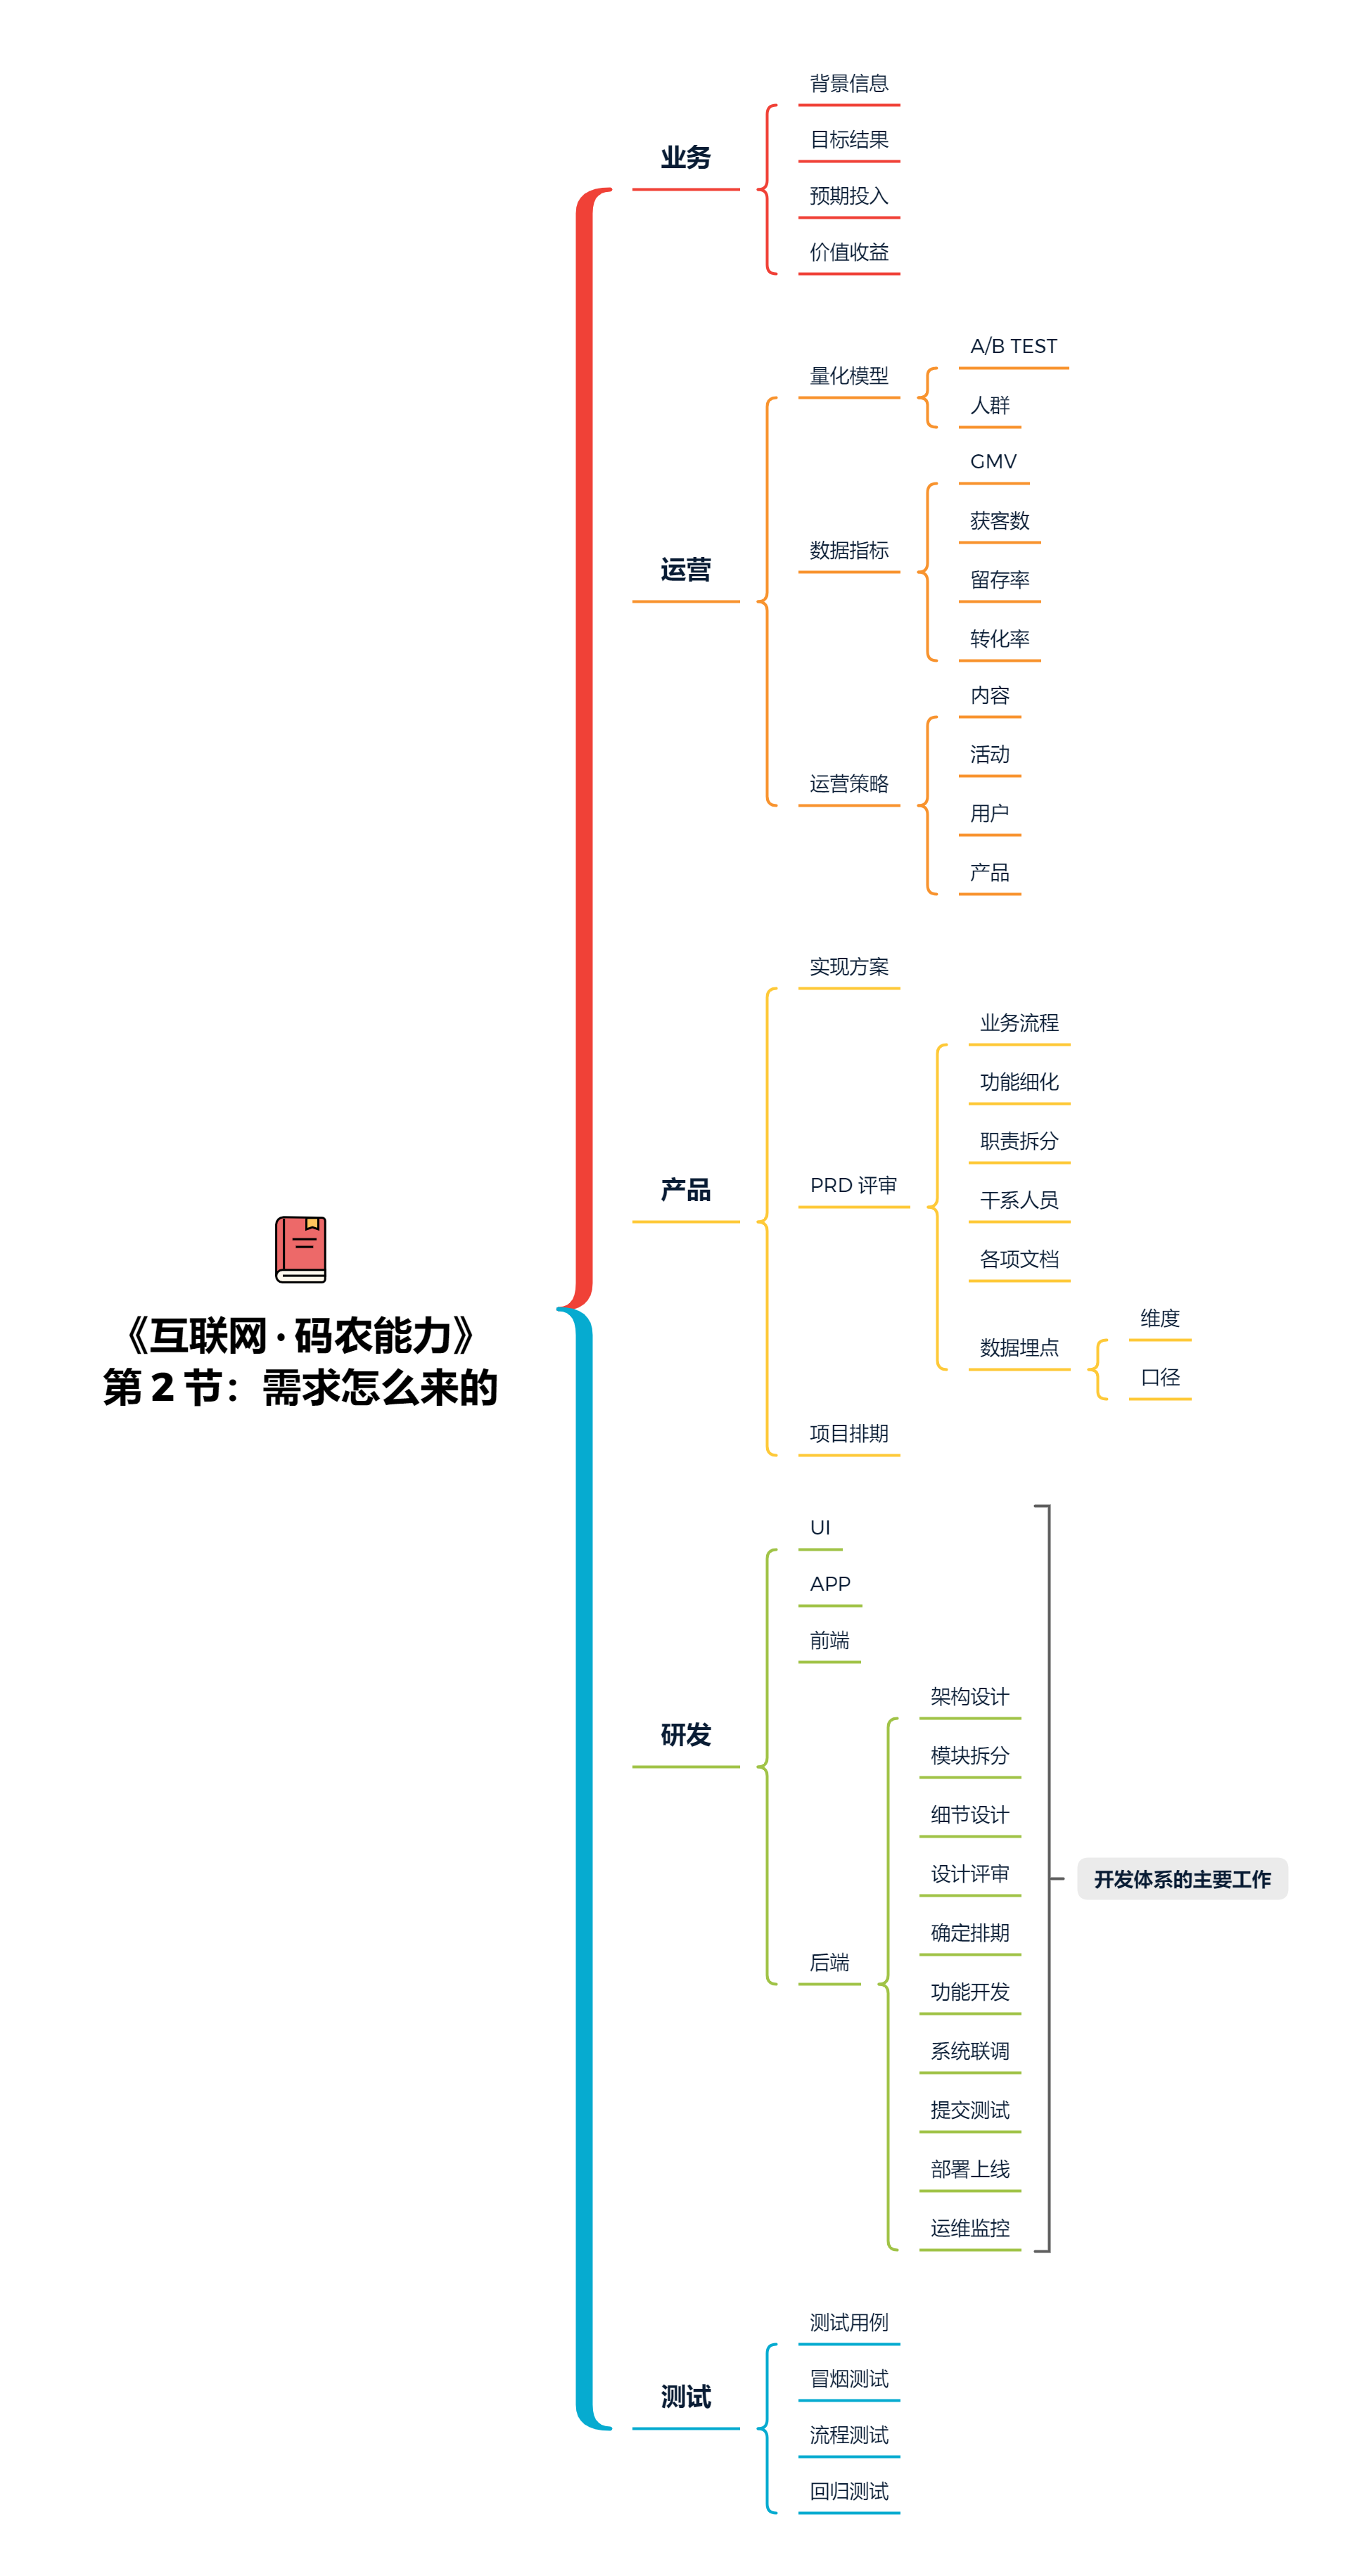 《互联网·码农能力》
第 2 节：需求怎么来的
业务
背景信息
目标结果
预期投入
价值收益
运营
量化模型
A/B TEST
人群
数据指标
GMV
获客数
留存率
转化率
运营策略
内容
活动
用户
产品
产品
实现方案
PRD 评审
业务流程
功能细化
职责拆分
干系人员
各项文档
数据埋点
维度
口径
项目排期
研发
UI
APP
前端
后端
架构设计
模块拆分
细节设计
设计评审
确定排期
功能开发
系统联调
提交测试
部署上线
运维监控
开发体系的主要工作
测试
测试用例
冒烟测试
流程测试
回归测试